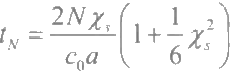 t_N = \frac{2N\chi_s}{c_0 a}\left(1+\frac{1}{6}\chi_s^2\right)